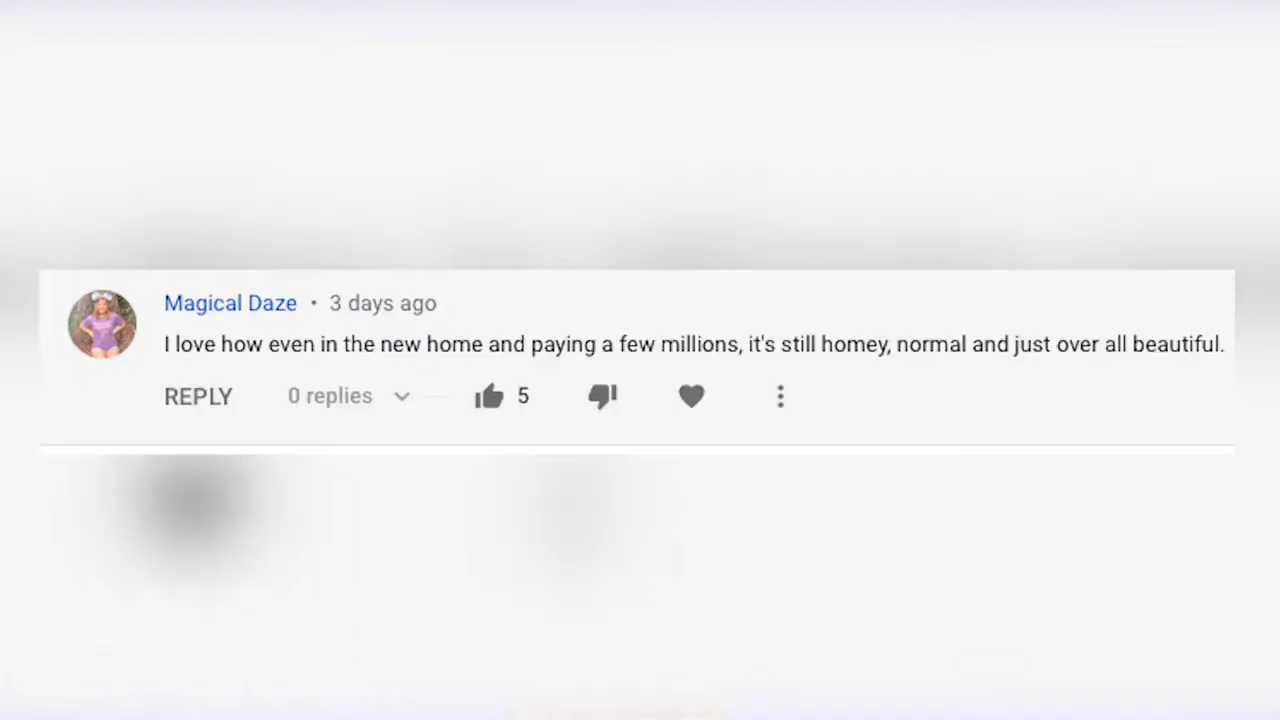 Magical Daze • 3 days ago
I love how even in the new home and paying a few millions, it's still homey, normal and just over all beautiful.
REPLY 0 replies 5